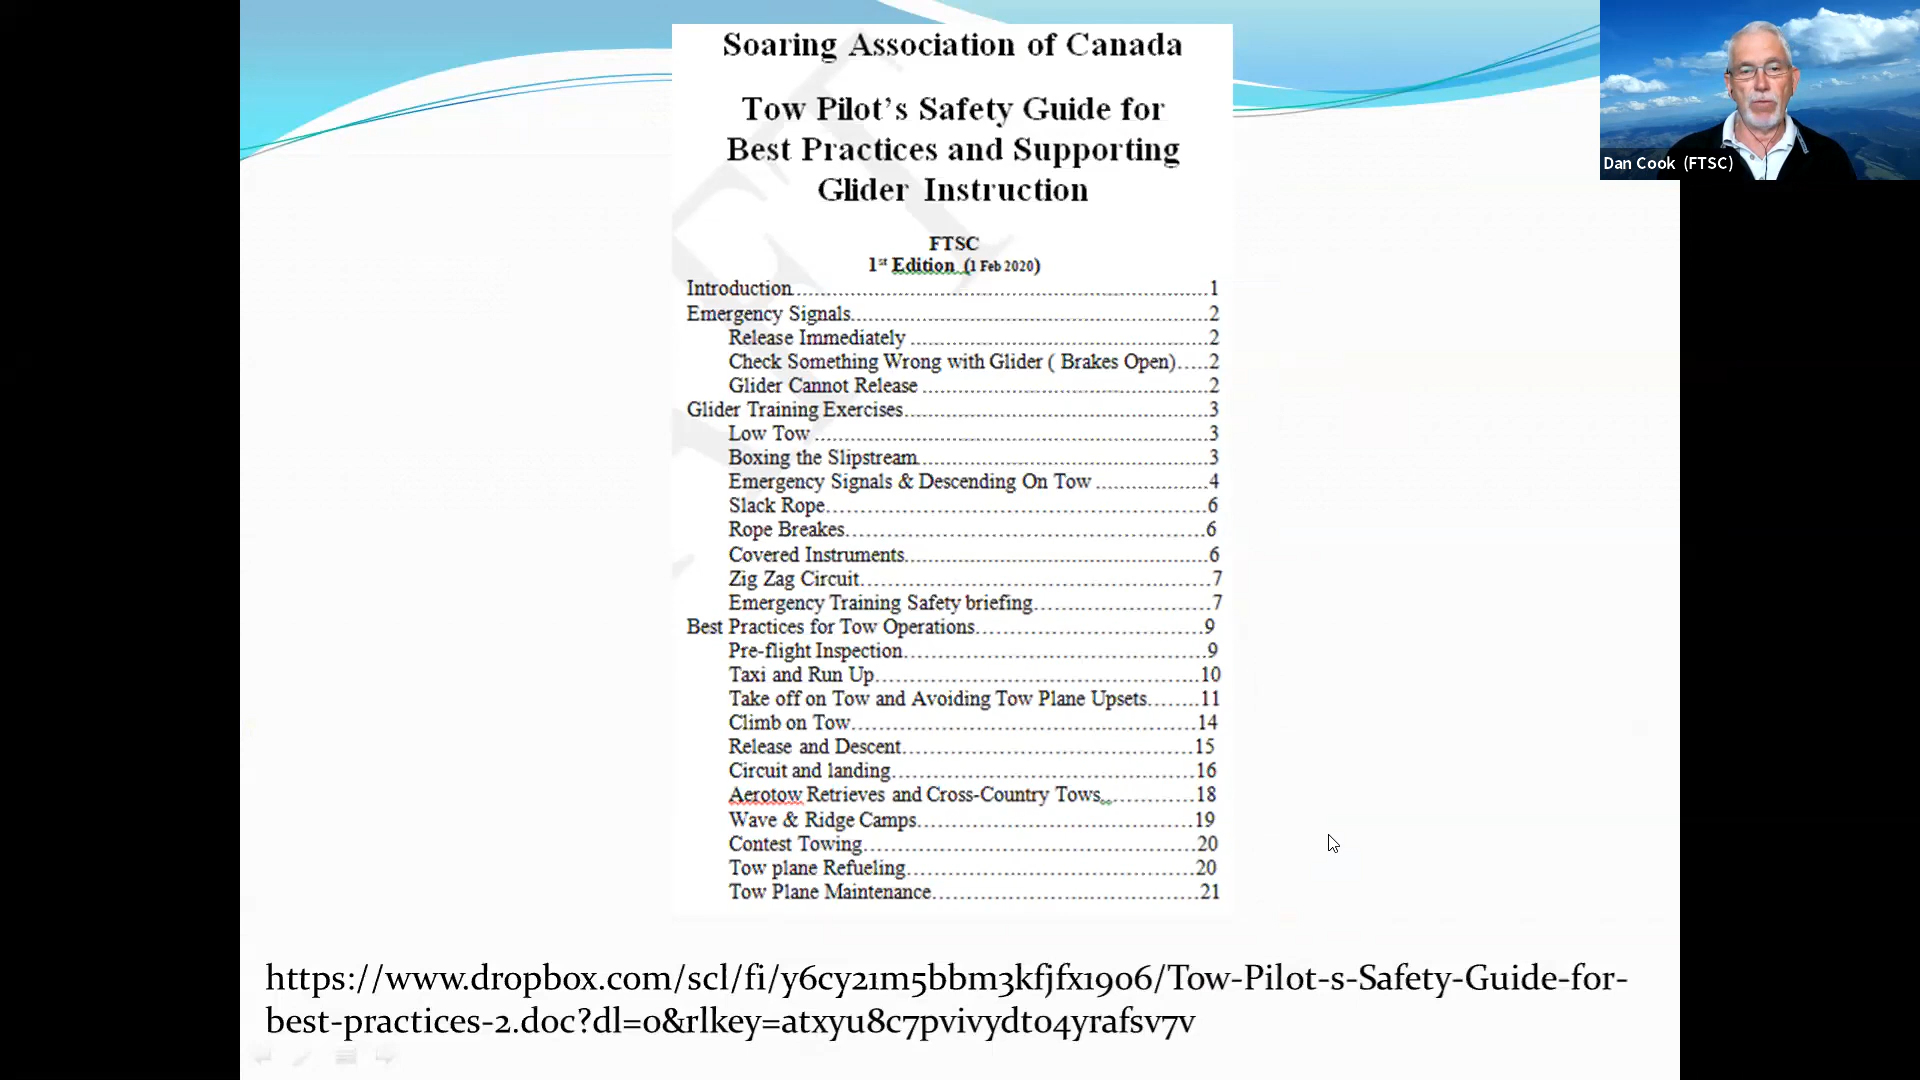 Soaring Association of Canada
Tow Pilot's Safety Guide for
Best Practices and Supporting
Glider Instruction
FTSC
1st Edition (1 Feb 2020)
Introduction..........1
Emergency Signals..........2
Release Immediately ..........2
Check Something Wrong with Glider ( Brakes Open).....2
Glider Cannot Release ..........2
Glider Training Exercises..........3
Low Tow ..........3
Boxing the Slipstream..........3
Emergency Signals & Descending On Tow ..........4
Slack Rope..........6
Rope Breakes..........6
Covered Instruments..........6
Zig Zag Circuit..........7
Emergency Training Safety briefing..........7
Best Practices for Tow Operations..........9
Pre-flight Inspection..........9
Taxi and Run Up..........10
Take off on Tow and Avoiding Tow Plane Upsets........11
Climb on Tow..........14
Release and Descent..........15
Circuit and landing..........16
Aerotow Retrieves and Cross-Country Tows..........18
Wave & Ridge Camps..........19
Contest Towing..........20
Tow plane Refueling..........20
Tow Plane Maintenance..........21
https://www.dropbox.com/scl/fi/y6cy21m5bbm3kfjfx1906/Tow-Pilot-s-Safety-Guide-for-
best-practices-2.doc?dl=0&rlkey=atxyu8c7pvivydto4yrafsv7v
Dan Cook (FTSC)